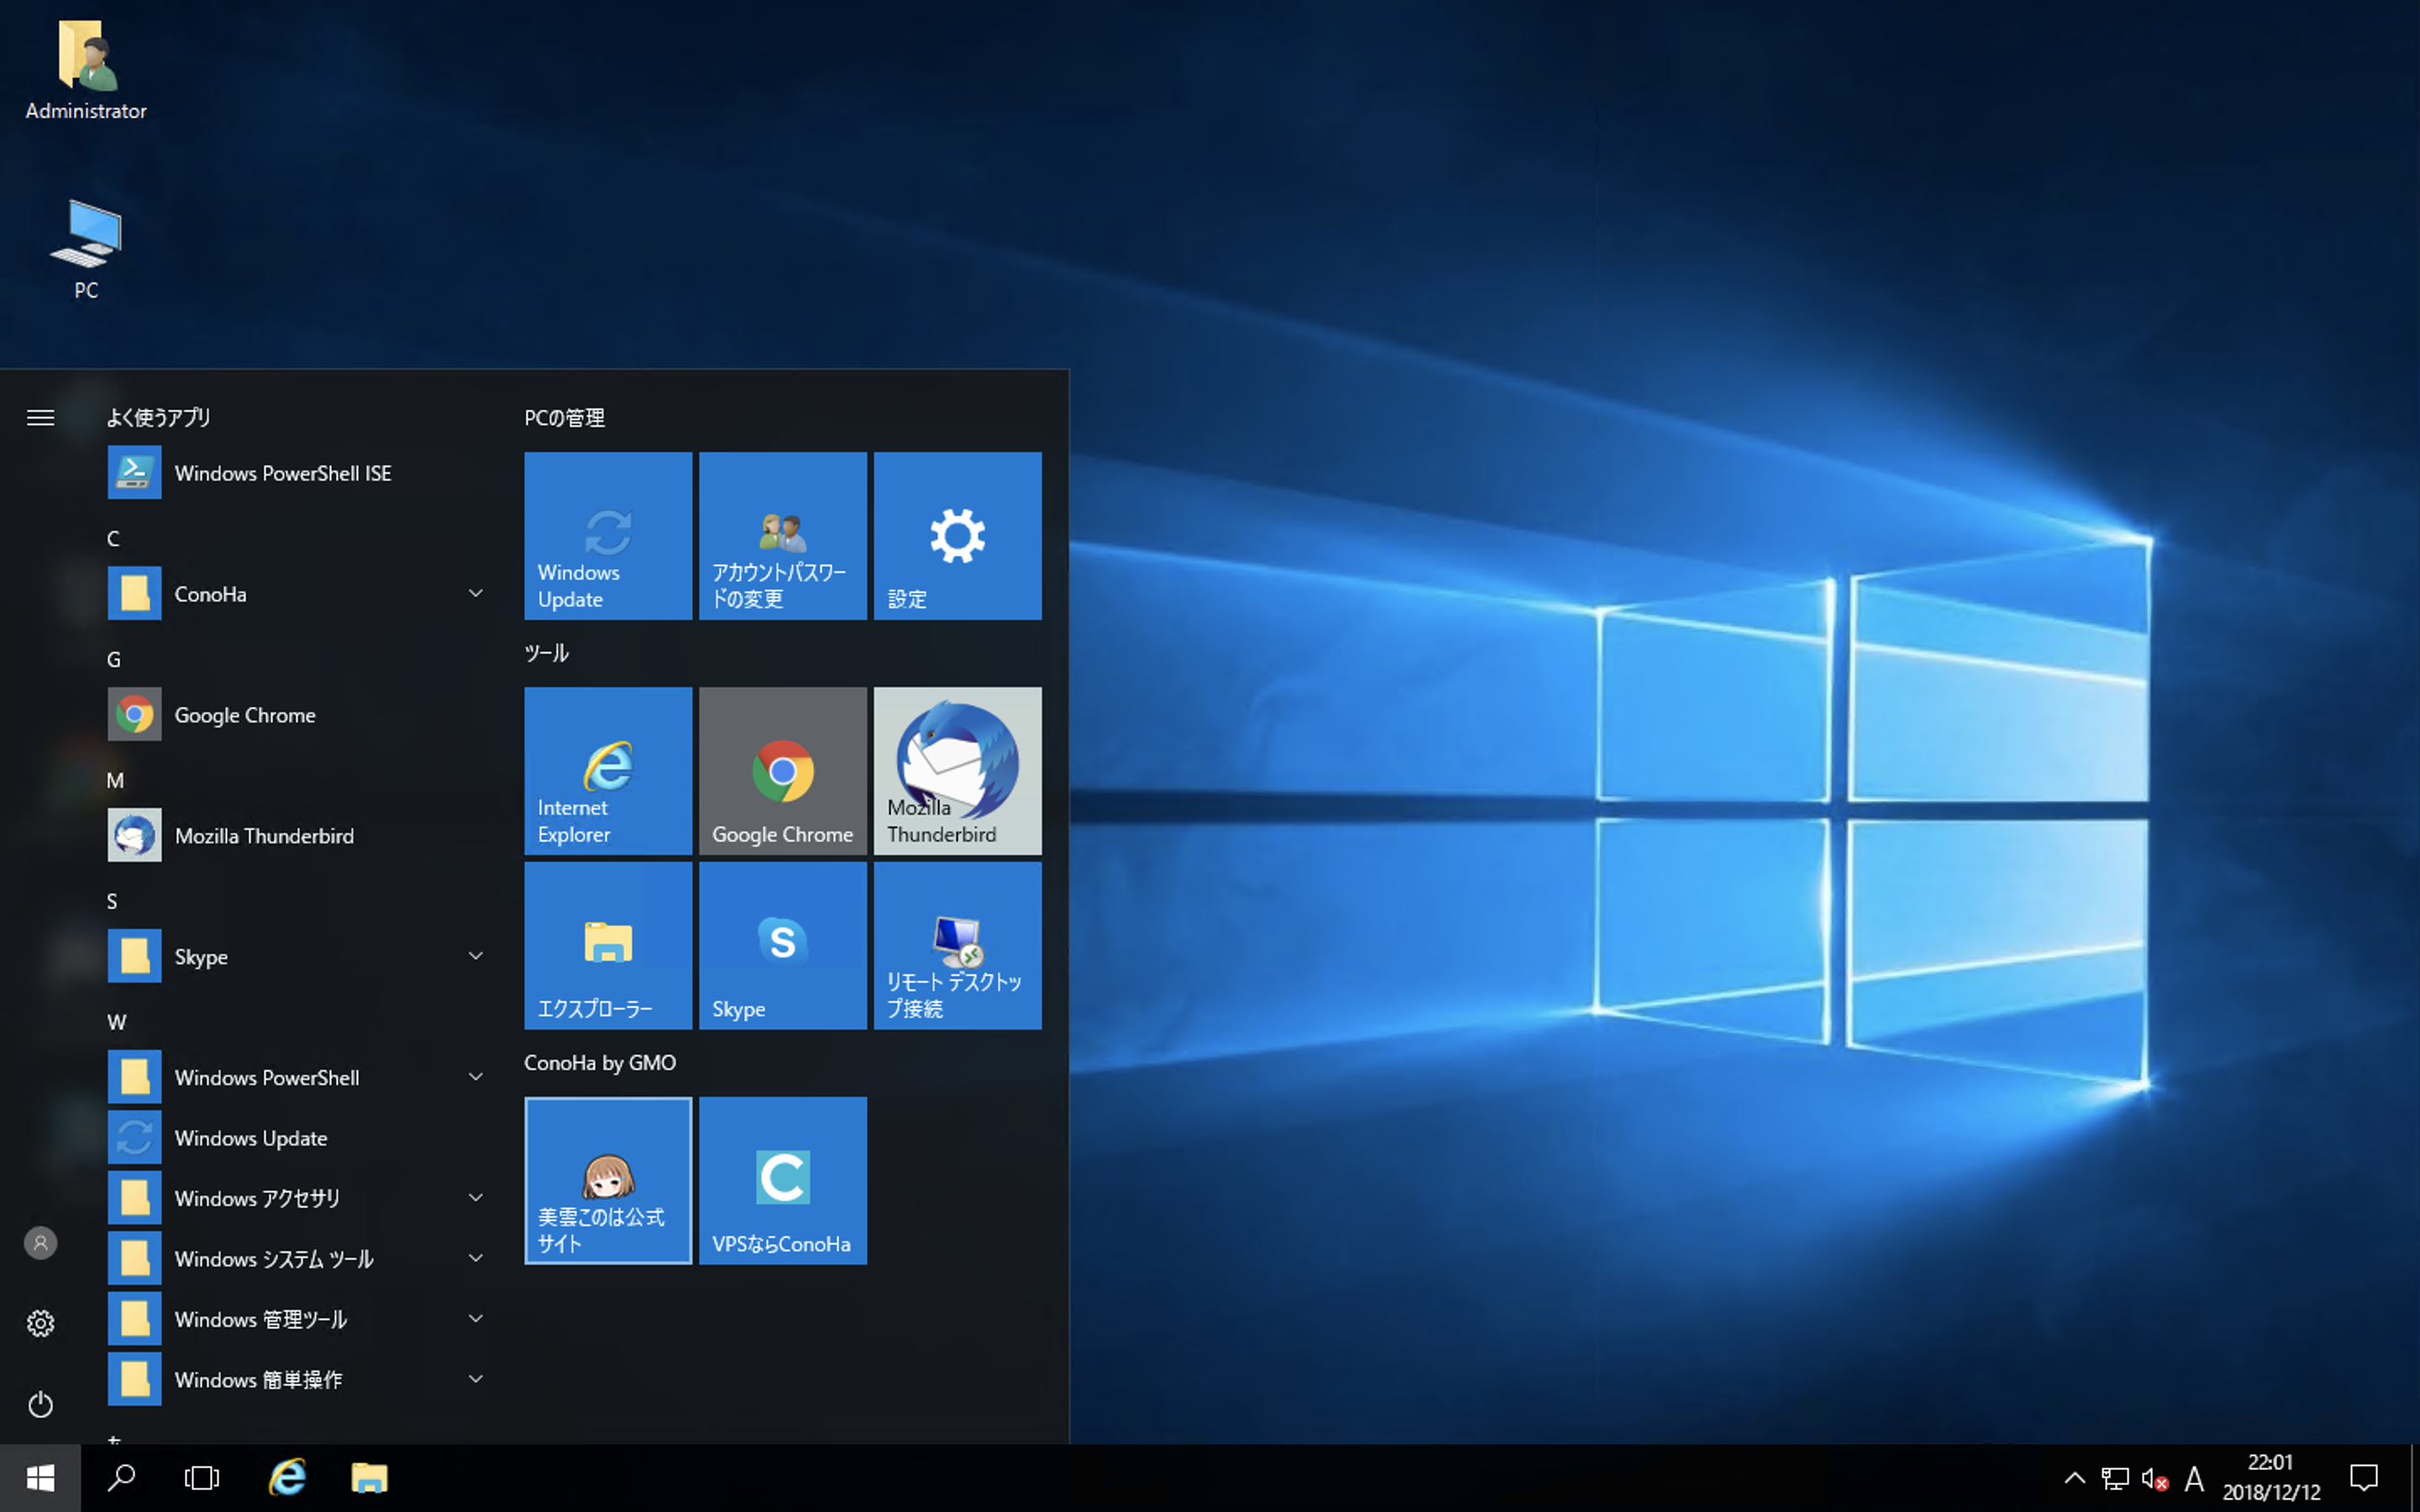 Administrator
PC
よく使うアプリ
Windows PowerShell ISE
C
ConoHa
G
Google Chrome
M
Mozilla Thunderbird
S
Skype
W
Windows PowerShell
Windows Update
Windows アクセサリ
Windows システム ツール
Windows 管理ツール
Windows 簡単操作
PCの管理
Windows
Update
アカウントパスワー
ドの変更
設定
ツール
Internet
Explorer
Google Chrome
Mozilla
Thunderbird
エクスプローラー
Skype
リモート デスクトッ
プ接続
ConoHa by GMO
美雲このは公式
サイト
VPSならConoHa
A
22:01
2018/12/12